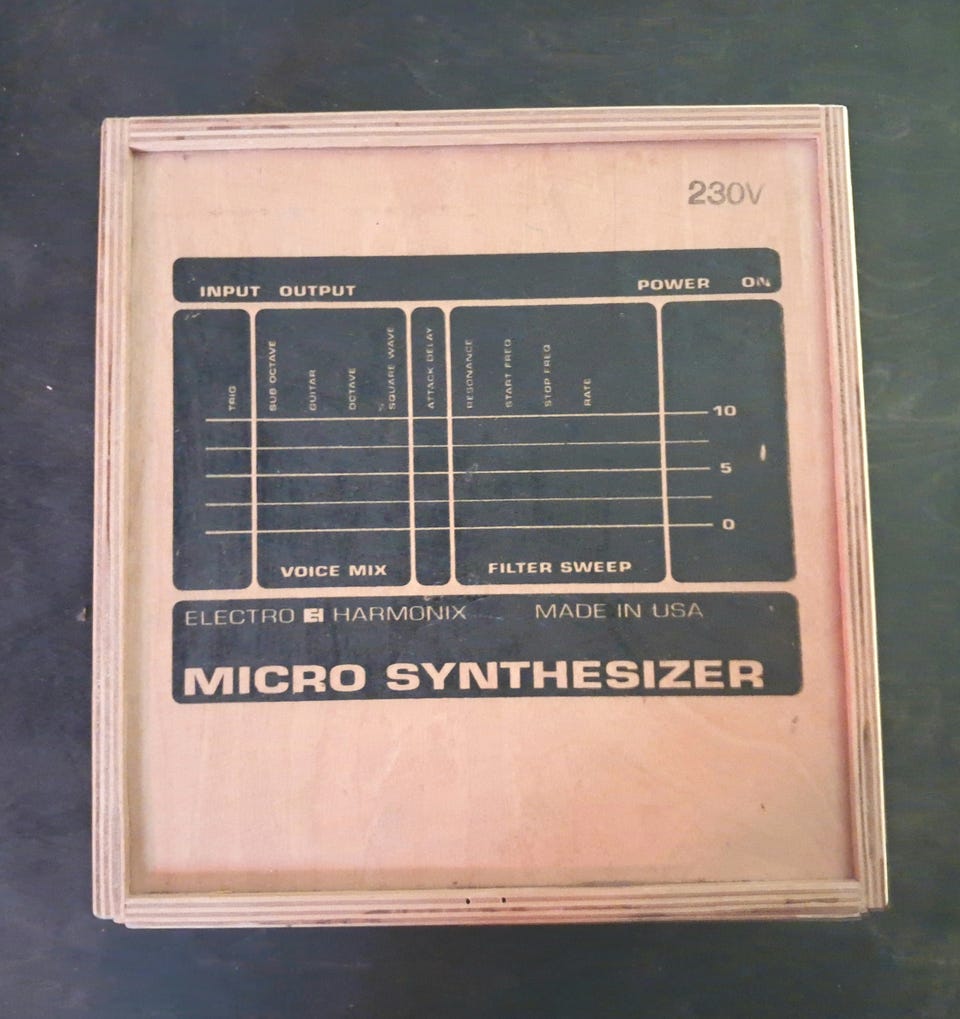 230V
INPUT OUTPUT POWER ON
TRIG
SUB OCTAVE
GUITAR
OCTAVE
SQUARE WAVE
ATTACK DELAY
RESONANCE
START FREQ
STOP FREQ
RATE
10
5
0
VOICE MIX FILTER SWEEP
ELECTRO EH HARMONIX MADE IN USA
MICRO SYNTHESIZER